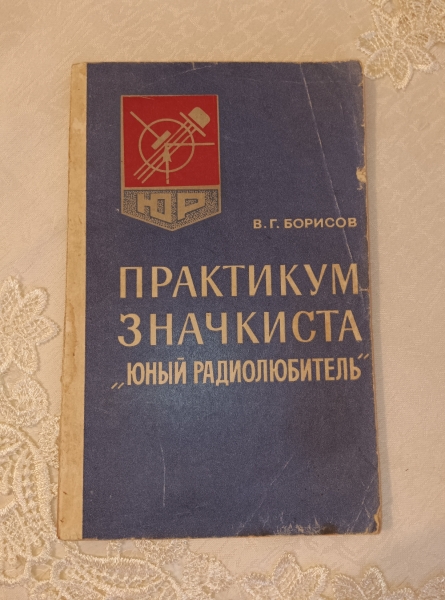 ЮР
В. Г. БОРИСОВ
ПРАКТИКУМ
ЗНАЧКИСТА
„ЮНЫЙ РАДИОЛЮБИТЕЛЬ"